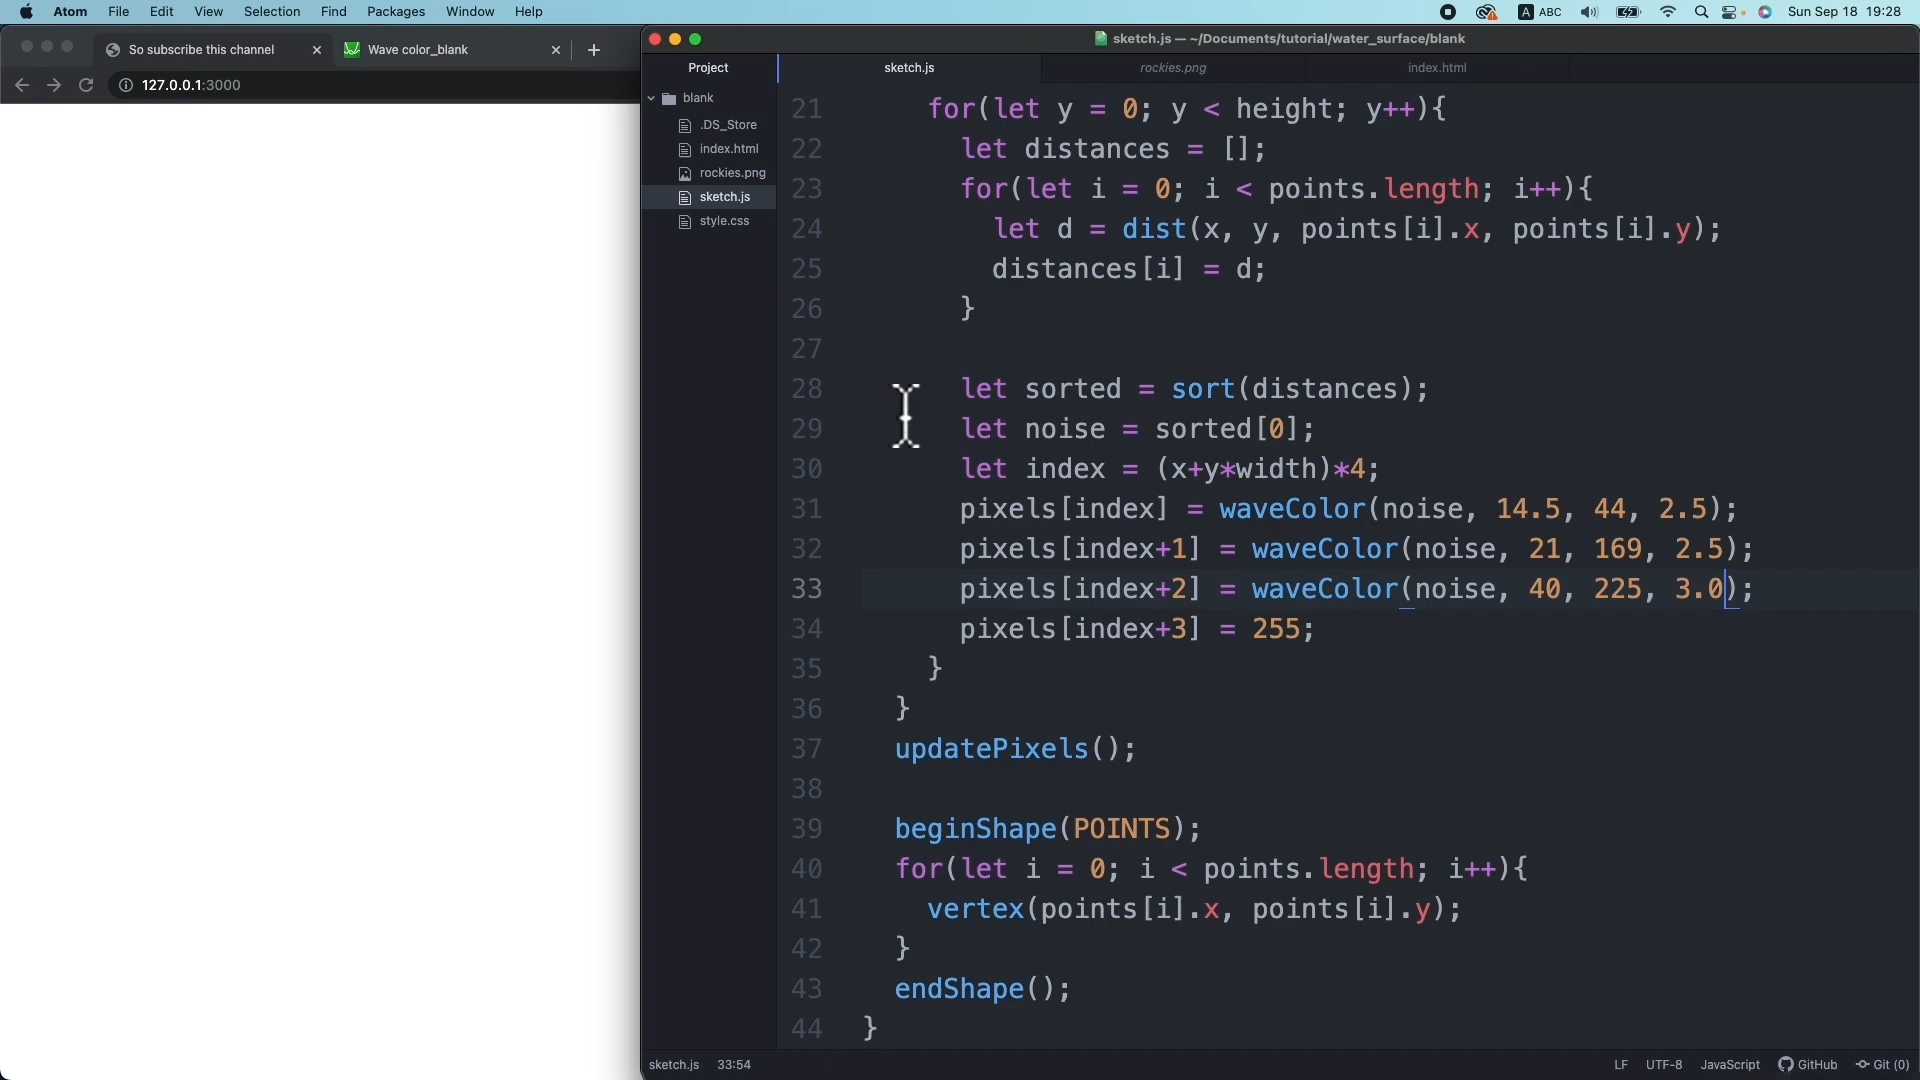 Atom File Edit View Selection Find Packages Window Help
A ABC Sun Sep 18 19:28
So subscribe this channel
Wave color_blank
127.0.0.1:3000
sketch.js — ~/Documents/tutorial/water_surface/blank
Project
sketch.js
rockies.png
index.html
blank
.DS_Store
index.html
rockies.png
sketch.js
style.css
21 for(let y = 0; y < height; y++){
22 let distances = [];
23 for(let i = 0; i < points.length; i++){
24 let d = dist(x, y, points[i].x, points[i].y);
25 distances[i] = d;
26 }
27
28 let sorted = sort(distances);
29 let noise = sorted[0];
30 let index = (x+y*width)*4;
31 pixels[index] = waveColor(noise, 14.5, 44, 2.5);
32 pixels[index+1] = waveColor(noise, 21, 169, 2.5);
33 pixels[index+2] = waveColor(noise, 40, 225, 3.0);
34 pixels[index+3] = 255;
35 }
36 }
37 updatePixels();
38
39 beginShape(POINTS);
40 for(let i = 0; i < points.length; i++){
41 vertex(points[i].x, points[i].y);
42 }
43 endShape();
44 }
sketch.js 33:54
LF UTF-8 JavaScript GitHub Git (0)